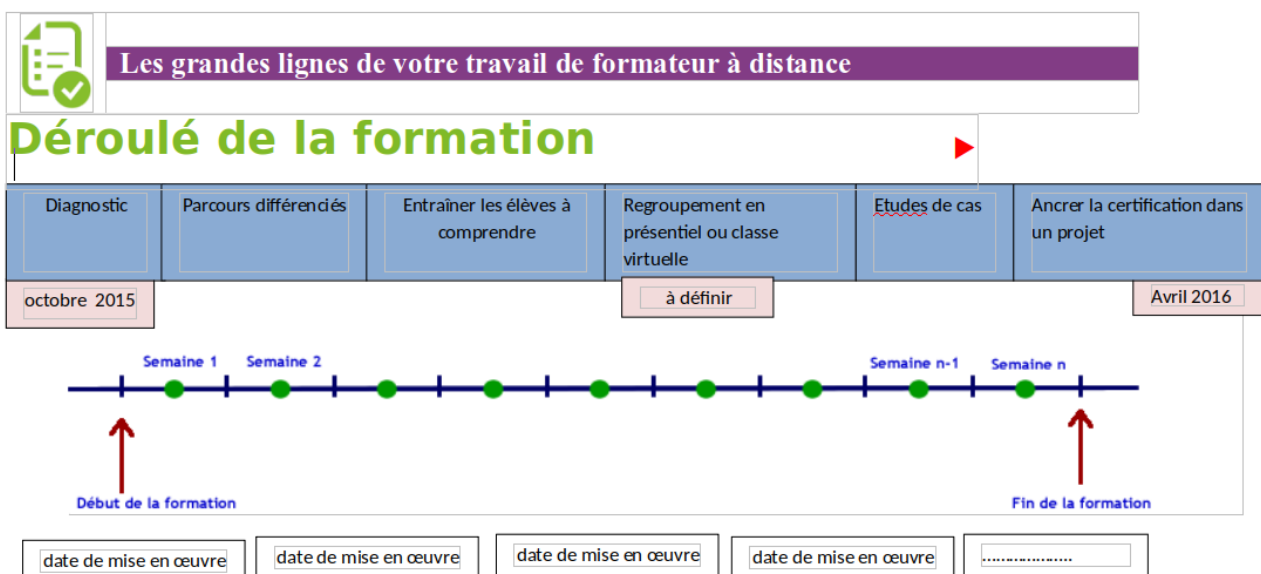 Les grandes lignes de votre travail de formateur à distance
Déroulé de la formation
Diagnostic
Parcours différenciés
Entraîner les élèves à
comprendre
Regroupement en
présentiel ou classe
virtuelle
Etudes de cas
Ancrer la certification dans
un projet
octobre 2015
à définir
Avril 2016
Semaine 1
Semaine 2
Semaine n-1
Semaine n
Début de la formation
Fin de la formation
date de mise en œuvre
date de mise en œuvre
date de mise en œuvre
date de mise en œuvre
...................